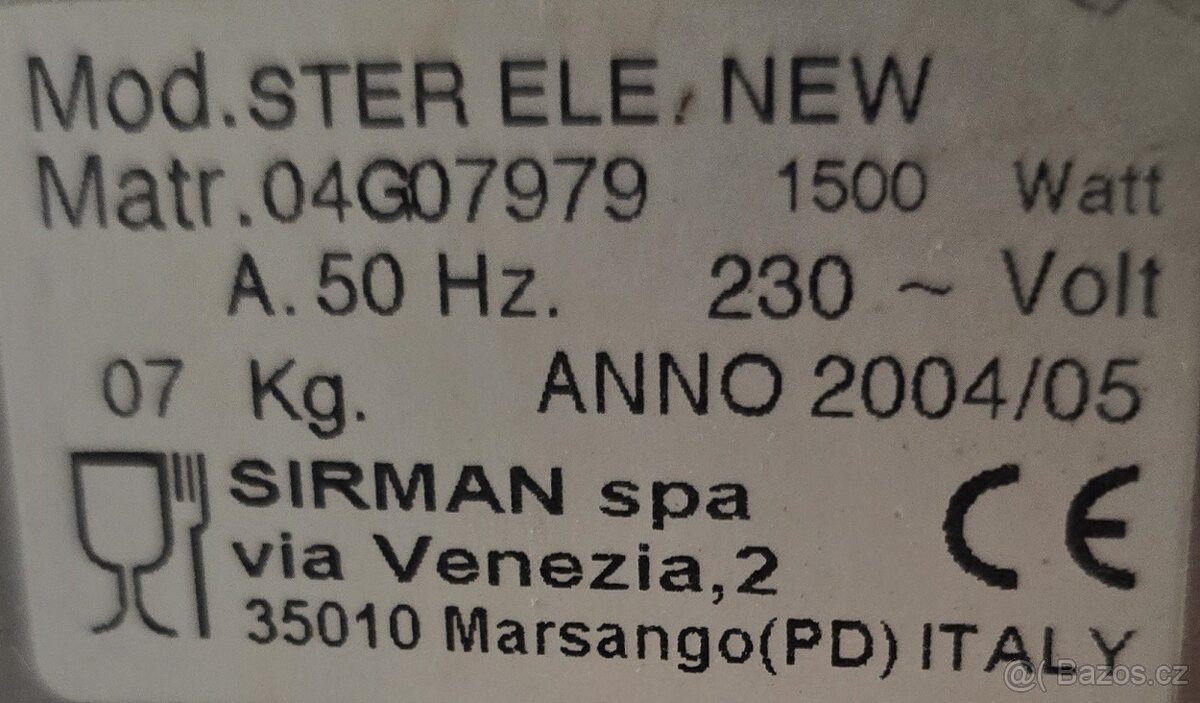 Mod.STER ELE. NEW
Matr.04G07979 1500 Watt
A. 50 Hz. 230 ~ Volt
07 Kg. ANNO 2004/05
SIRMAN spa
via Venezia,2
35010 Marsango(PD) ITALY
CE
@( Bazos.cz